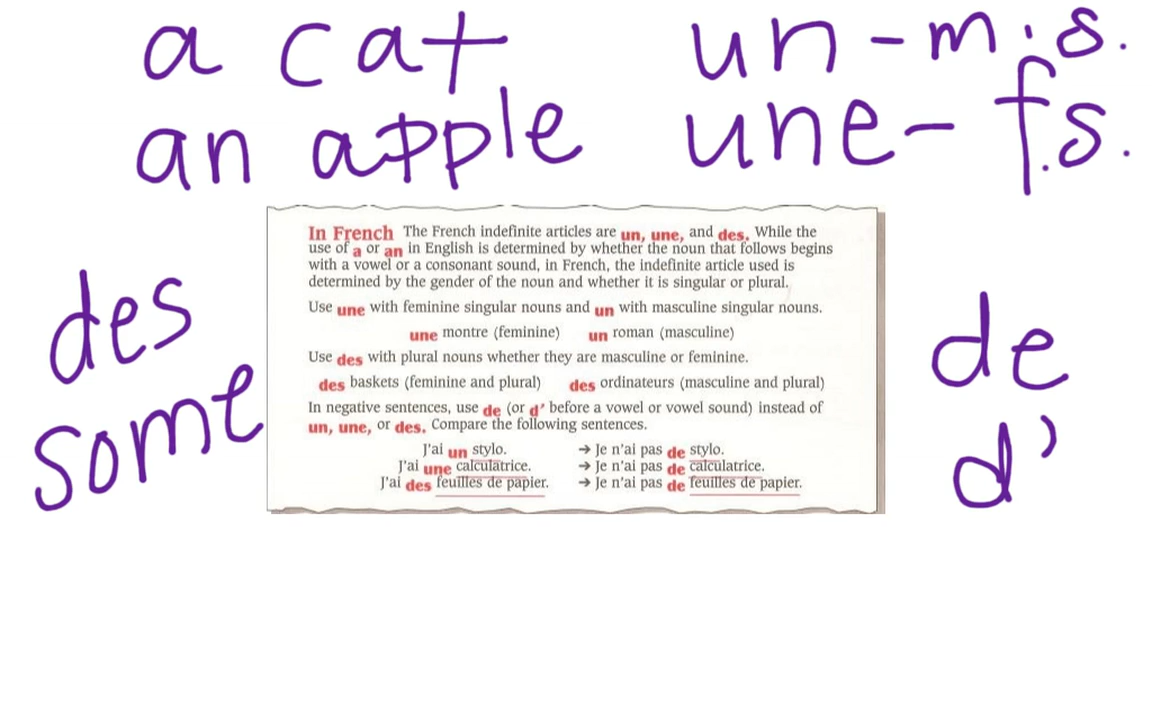 a cat un - m.s.
an apple une - f.s.
In French The French indefinite articles are un, une, and des. While the
use of a or an in English is determined by whether the noun that follows begins
with a vowel or a consonant sound, in French, the indefinite article used is
determined by the gender of the noun and whether it is singular or plural.
Use une with feminine singular nouns and un with masculine singular nouns.
une montre (feminine) un roman (masculine)
Use des with plural nouns whether they are masculine or feminine.
des baskets (feminine and plural) des ordinateurs (masculine and plural)
In negative sentences, use de (or d' before a vowel or vowel sound) instead of
un, une, or des. Compare the following sentences.
J'ai un stylo. → Je n'ai pas de stylo.
J'ai une calculatrice. → Je n'ai pas de calculatrice.
J'ai des feuilles de papier. → Je n'ai pas de feuilles de papier.
des
some
de
d'